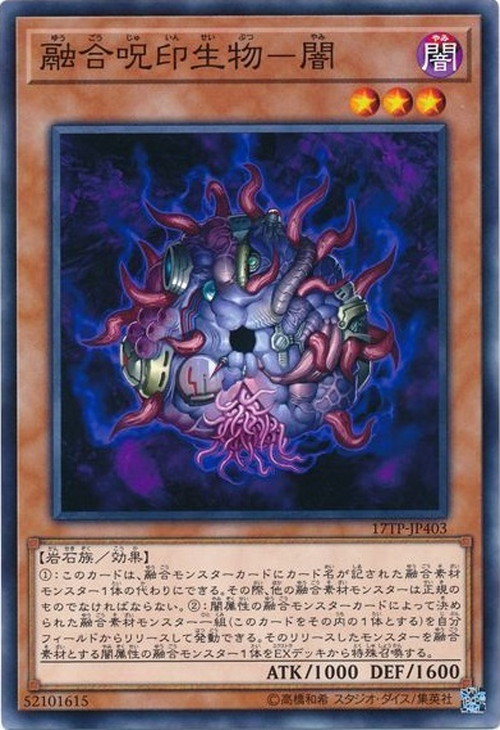 融合呪印生物－闇
闇
17TP-JP403
【岩石族／効果】
①：このカードは、融合モンスターカードにカード名が記された融合素材
モンスター1体の代わりにできる。その際、他の融合素材モンスターは正規の
ものでなければならない。②：闇属性の融合モンスターカードによって決め
られた融合素材モンスター一組(このカードをその内の1体とする)を自分
フィールドからリリースして発動できる。そのリリースしたモンスターを融合
素材とする闇属性の融合モンスター1体をEXデッキから特殊召喚する。
ATK/1000 DEF/1600
52101615 ©高橋和希 スタジオ・ダイス/集英社